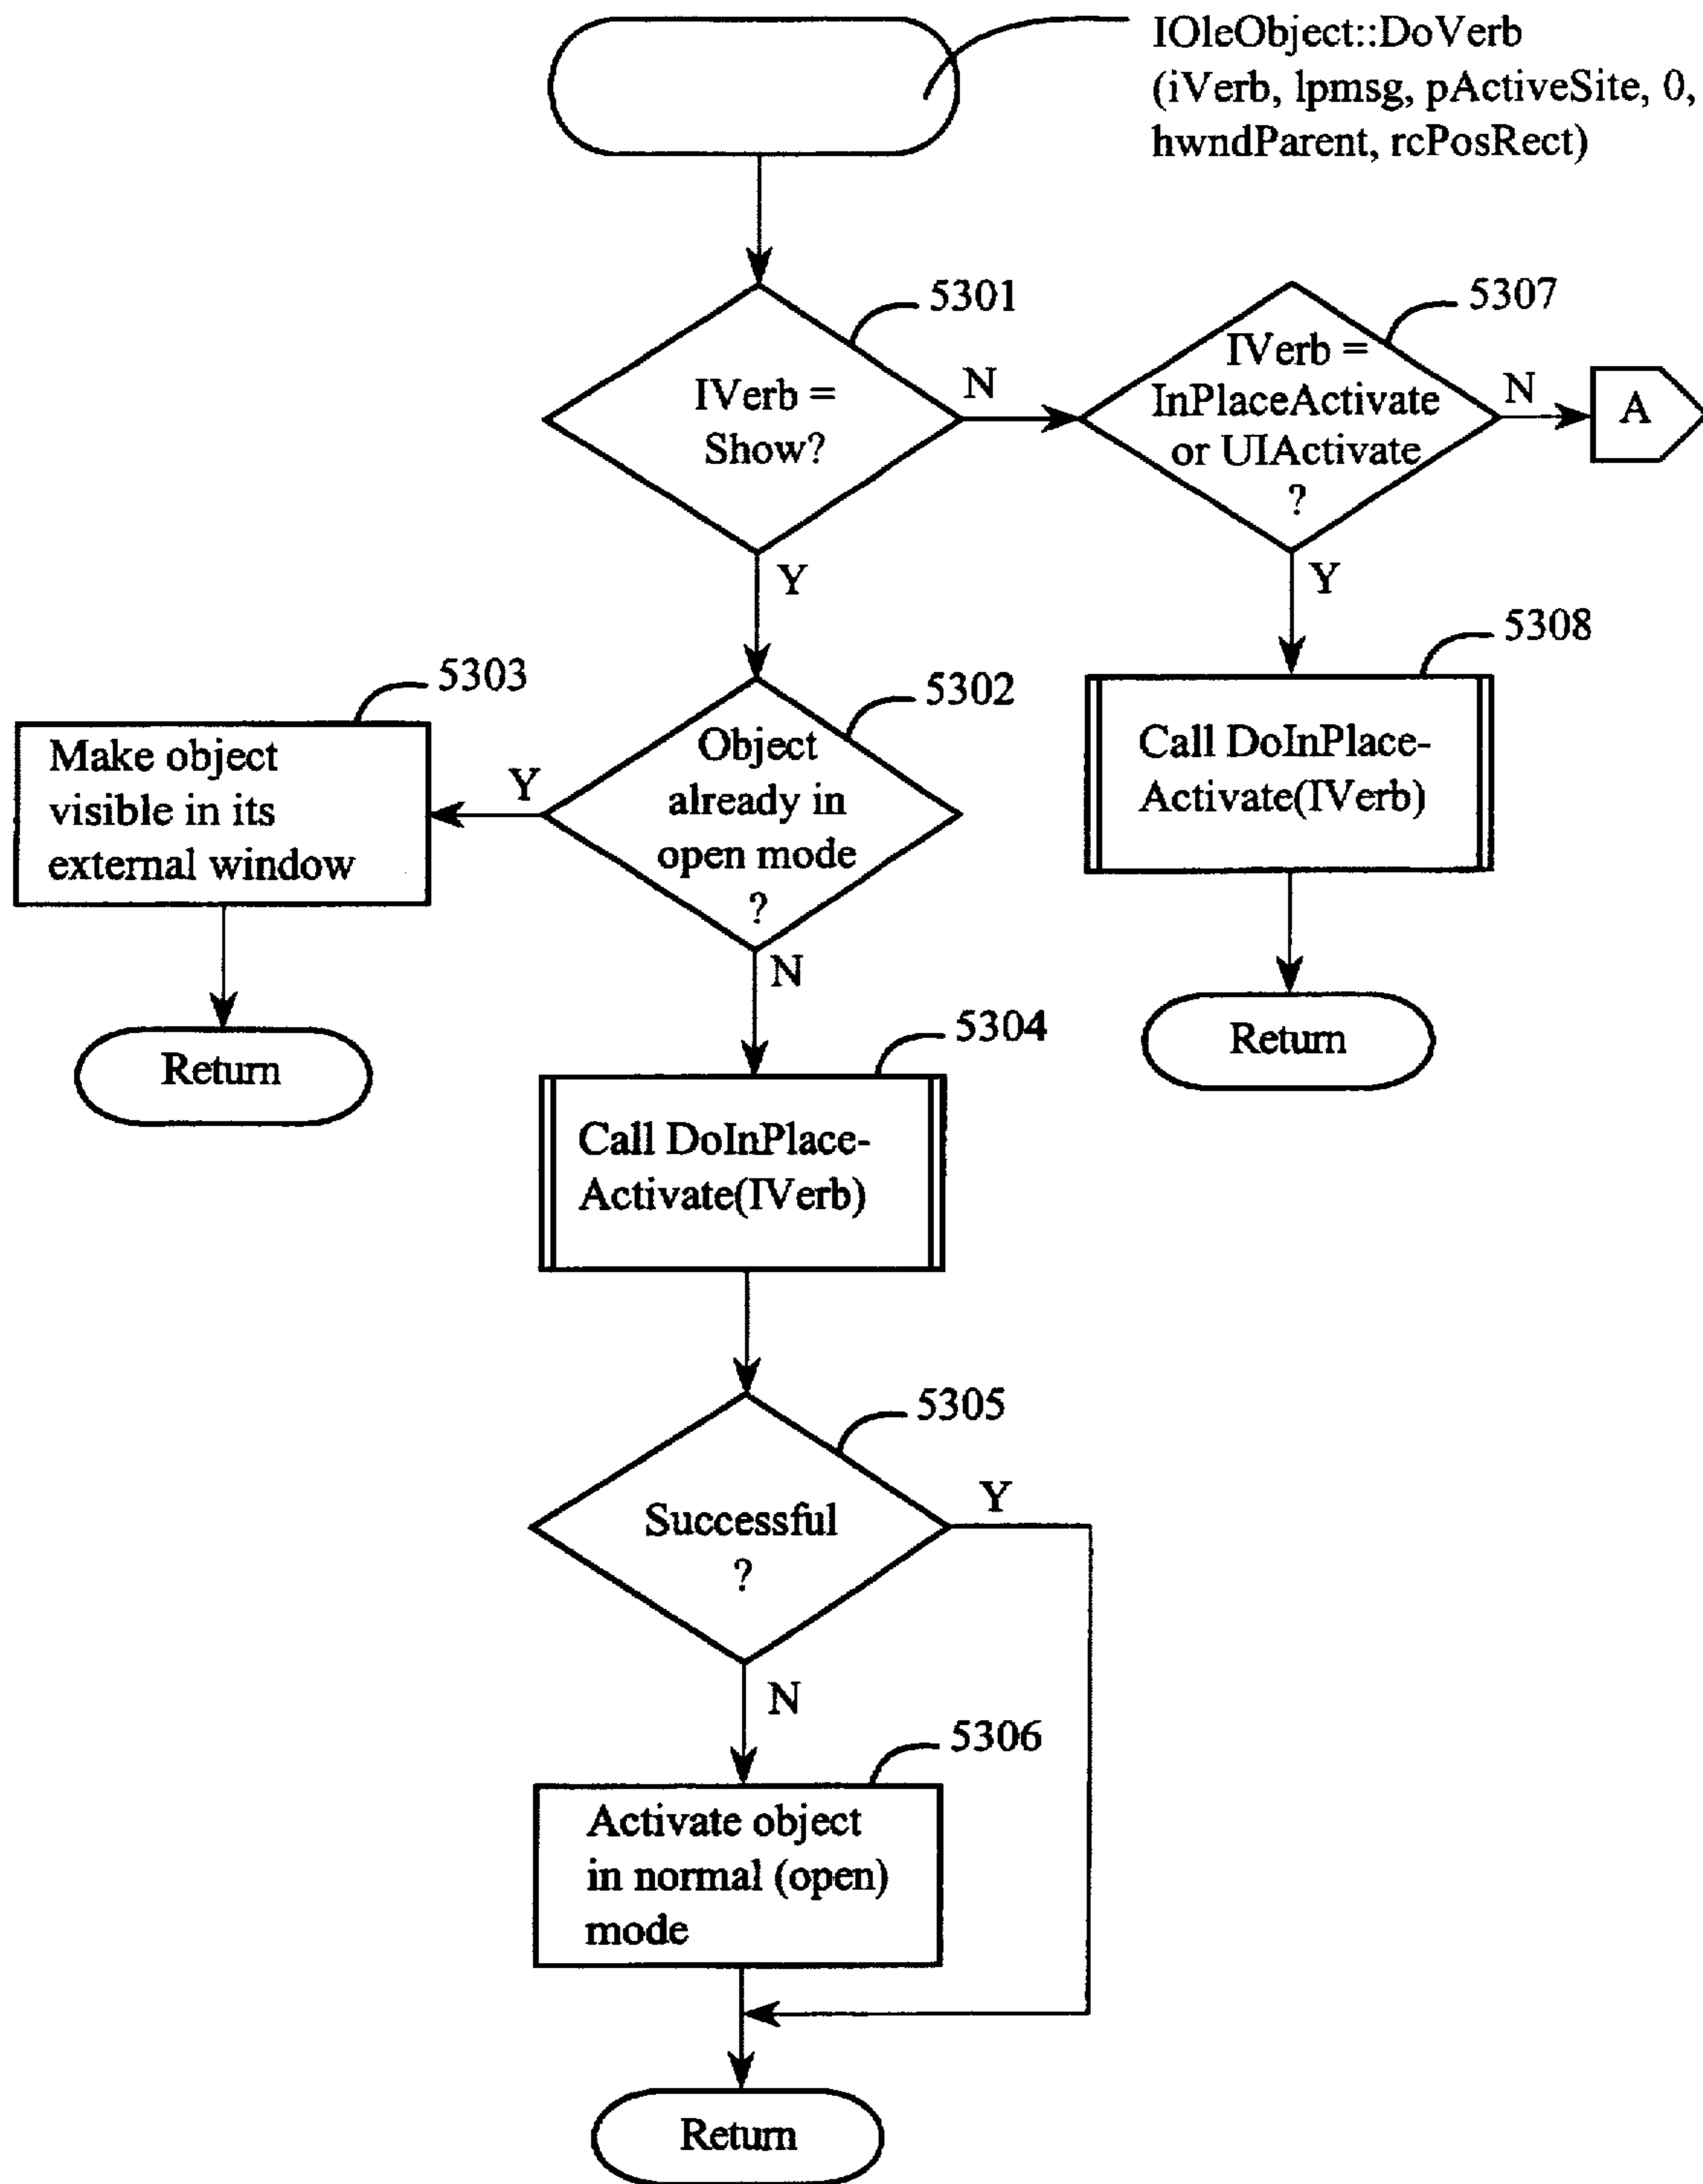 IOleObject::DoVerb
(iVerb, lpmsg, pActiveSite, 0,
hwndParent, rcPosRect)
5301
IVerb =
Show?
N
Y
5307
IVerb =
InPlaceActivate
or UIActivate
?
N
A
Y
5308
Call DoInPlace-
Activate(IVerb)
Return
5302
Object
already in
open mode
?
Y
N
5303
Make object
visible in its
external window
Return
5304
Call DoInPlace-
Activate(IVerb)
5305
Successful
?
Y
N
5306
Activate object
in normal (open)
mode
Return